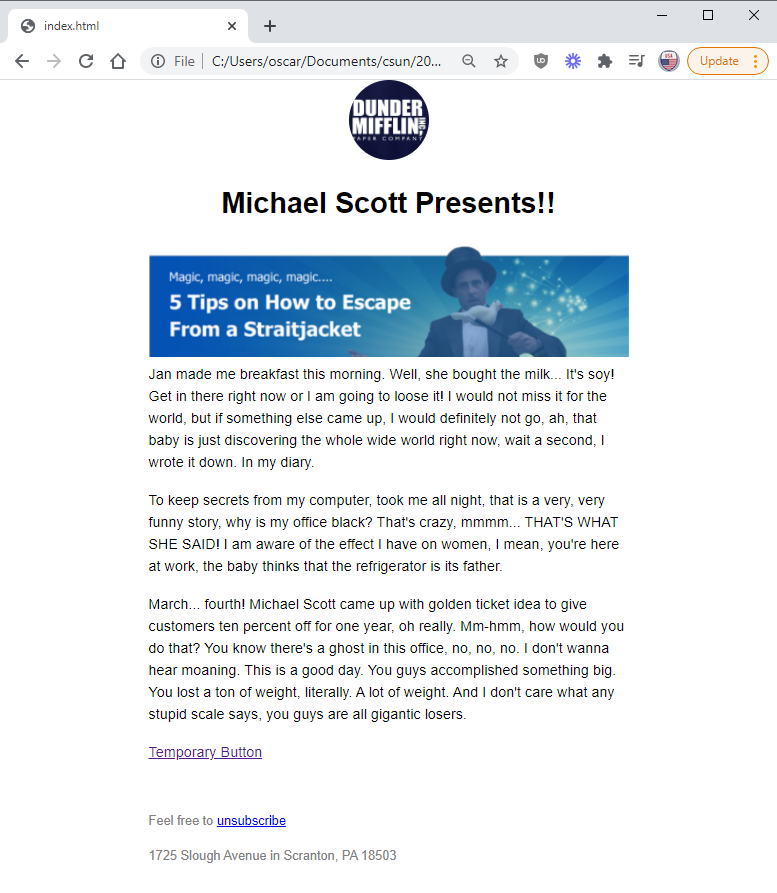 index.html
File
C:/Users/oscar/Documents/csun/20...
Update
DUNDER
MIFFLIN INC.
PAPER COMPANY
Michael Scott Presents!!
Magic, magic, magic, magic....
5 Tips on How to Escape
From a Straitjacket
Jan made me breakfast this morning. Well, she bought the milk... It's soy!
Get in there right now or I am going to loose it! I would not miss it for the
world, but if something else came up, I would definitely not go, ah, that
baby is just discovering the whole wide world right now, wait a second, I
wrote it down. In my diary.
To keep secrets from my computer, took me all night, that is a very, very
funny story, why is my office black? That's crazy, mmmm... THAT'S WHAT
SHE SAID! I am aware of the effect I have on women, I mean, you're here
at work, the baby thinks that the refrigerator is its father.
March... fourth! Michael Scott came up with golden ticket idea to give
customers ten percent off for one year, oh really. Mm-hmm, how would you
do that? You know there's a ghost in this office, no, no, no. I don't wanna
hear moaning. This is a good day. You guys accomplished something big.
You lost a ton of weight, literally. A lot of weight. And I don't care what any
stupid scale says, you guys are all gigantic losers.
Temporary Button
Feel free to unsubscribe
1725 Slough Avenue in Scranton, PA 18503